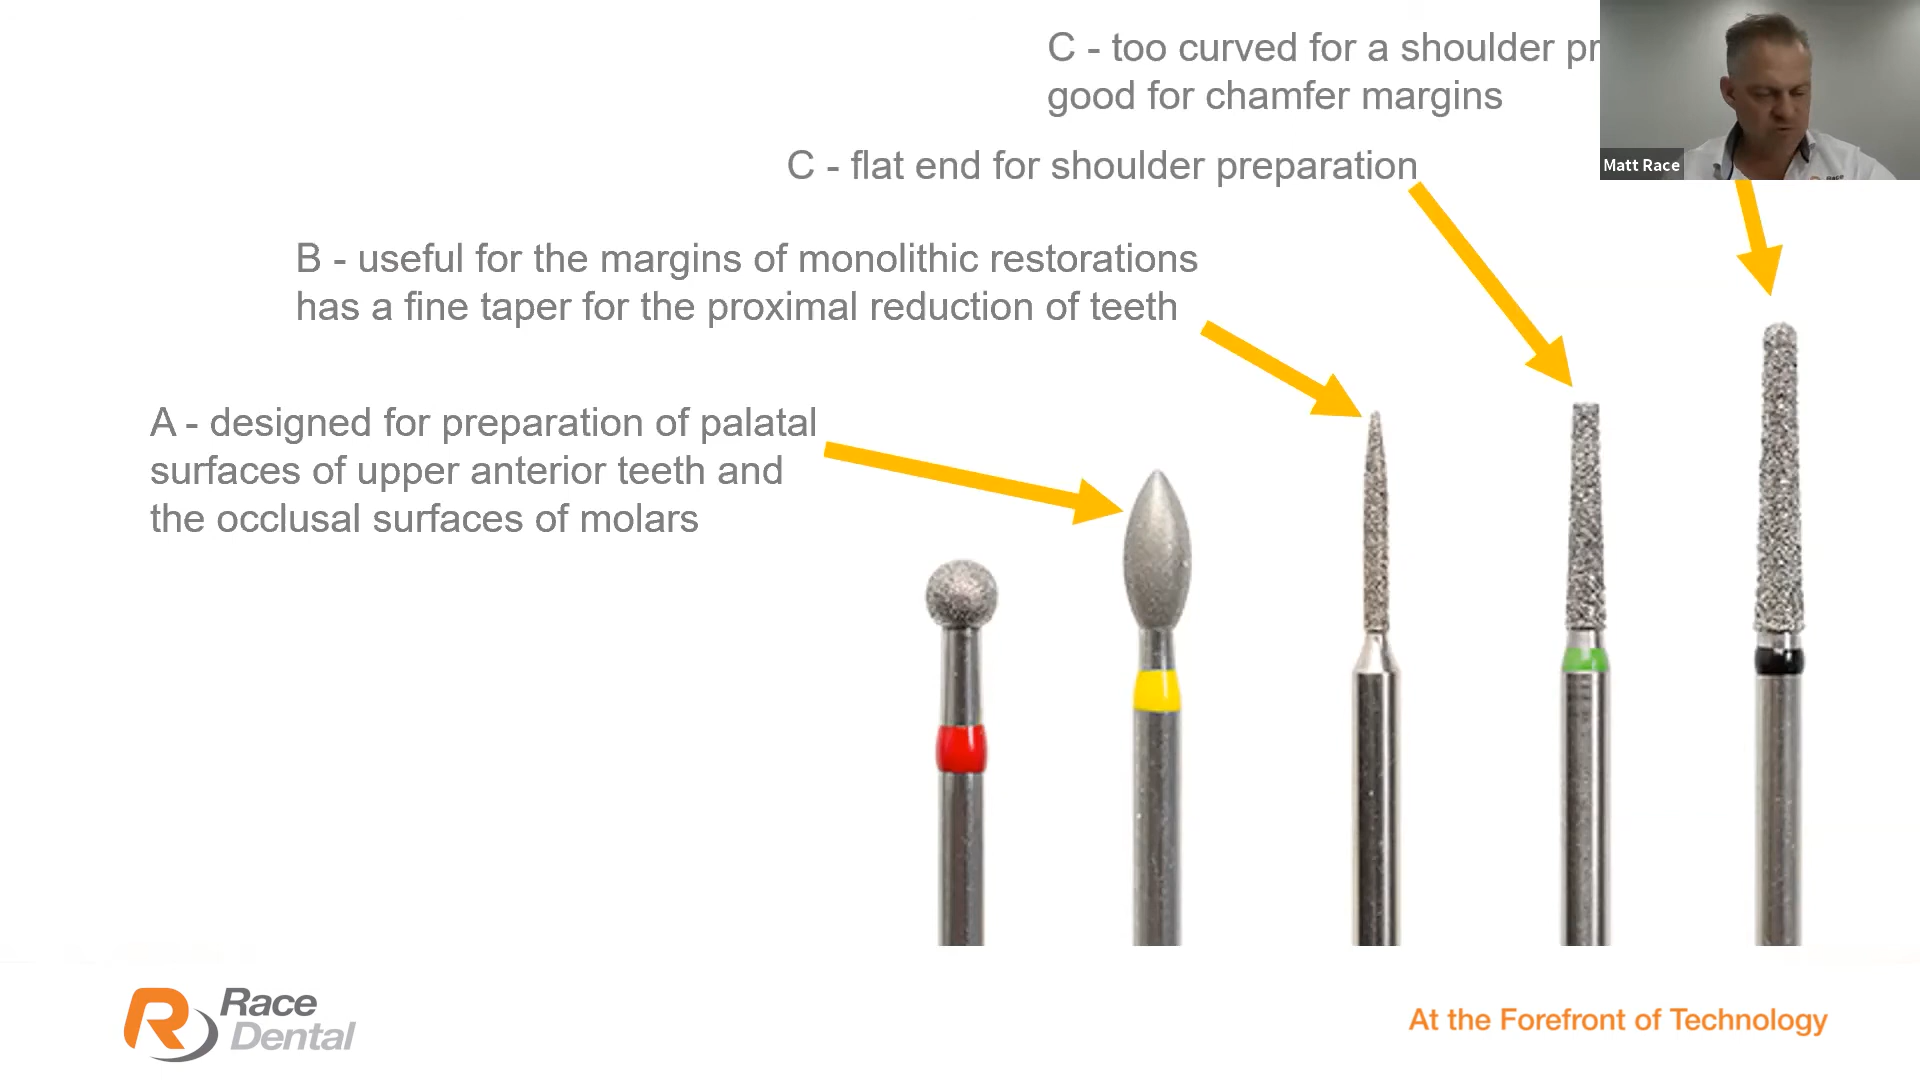 C - too curved for a shoulder
good for chamfer margins
C - flat end for shoulder preparation
B - useful for the margins of monolithic restorations
has a fine taper for the proximal reduction of teeth
A - designed for preparation of palatal
surfaces of upper anterior teeth and
the occlusal surfaces of molars
Matt Race
Race
Dental
At the Forefront of Technology